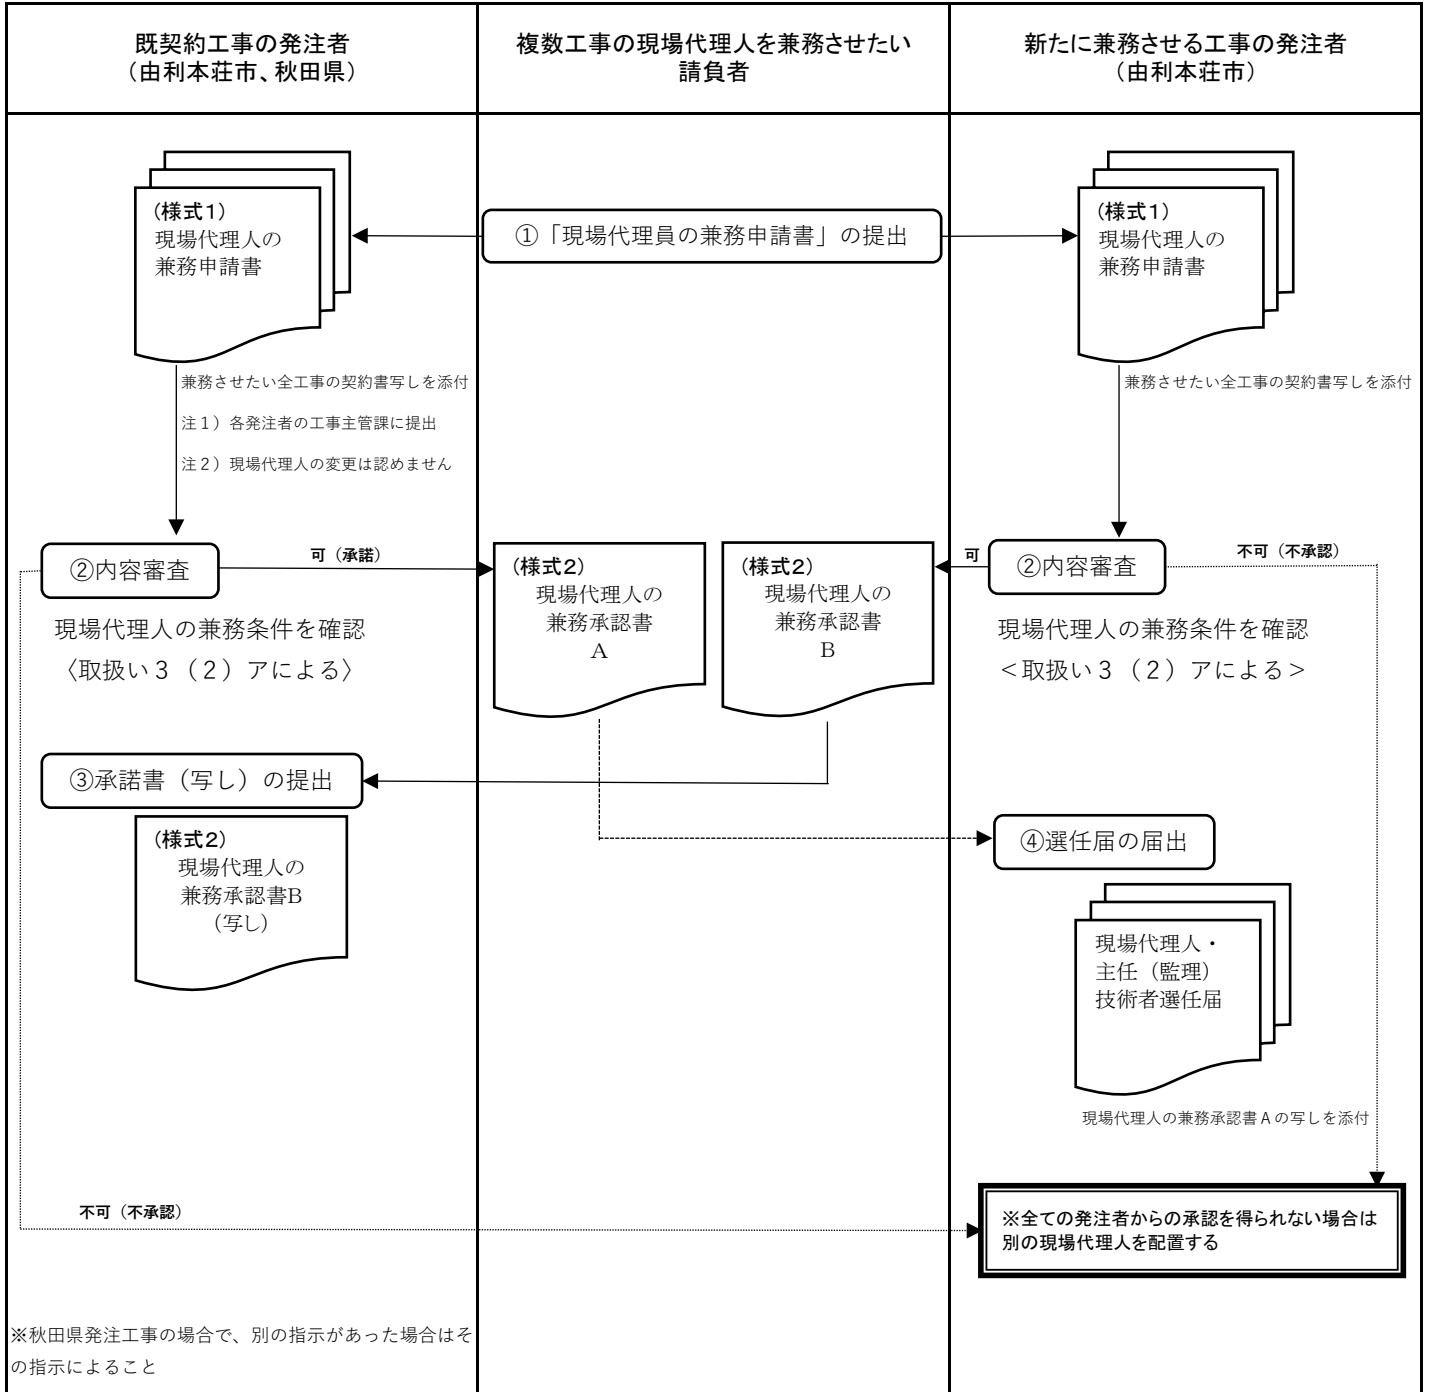 既契約工事の発注者
（由利本荘市、秋田県）
複数工事の現場代理人を兼務させたい
請負者
新たに兼務させる工事の発注者
（由利本荘市）
(様式1)
現場代理人の
兼務申請書
①「現場代理員の兼務申請書」の提出
(様式1)
現場代理人の
兼務申請書
兼務させたい全工事の契約書写しを添付
注１）各発注者の工事主管課に提出
注２）現場代理人の変更は認めません
兼務させたい全工事の契約書写しを添付
②内容審査
可（承諾）
(様式2)
現場代理人の
兼務承認書
A
(様式2)
現場代理人の
兼務承認書
B
可
②内容審査
不可（不承認）
現場代理人の兼務条件を確認
〈取扱い３（２）アによる〉
現場代理人の兼務条件を確認
＜取扱い３（２）アによる＞
③承諾書（写し）の提出
(様式2)
現場代理人の
兼務承認書B
（写し）
④選任届の届出
現場代理人・
主任（監理）
技術者選任届
現場代理人の兼務承認書Ａの写しを添付
不可（不承認）
※全ての発注者からの承認を得られない場合は
別の現場代理人を配置する
※秋田県発注工事の場合で、別の指示があった場合はそ
の指示によること